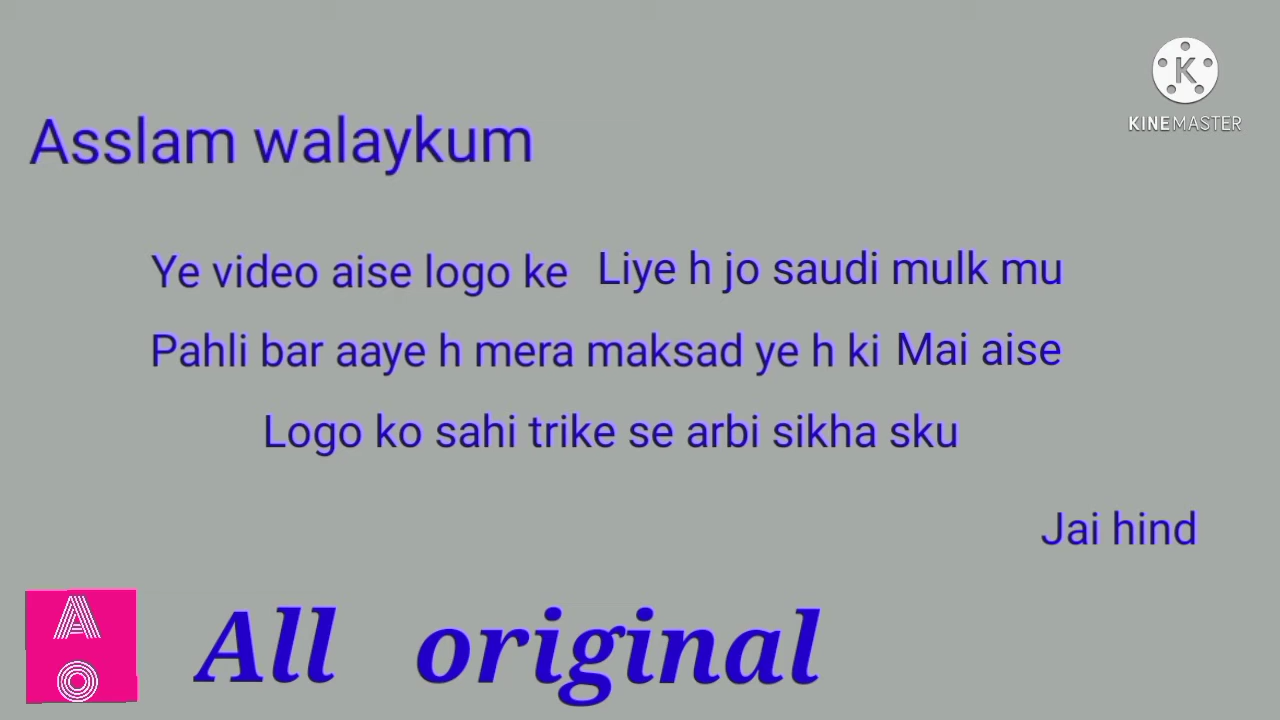 KINEMASTER
Asslam walaykum
Ye video aise logo ke Liye h jo saudi mulk mu
Pahli bar aaye h mera maksad ye h ki Mai aise
Logo ko sahi trike se arbi sikha sku
Jai hind
A
O
All original